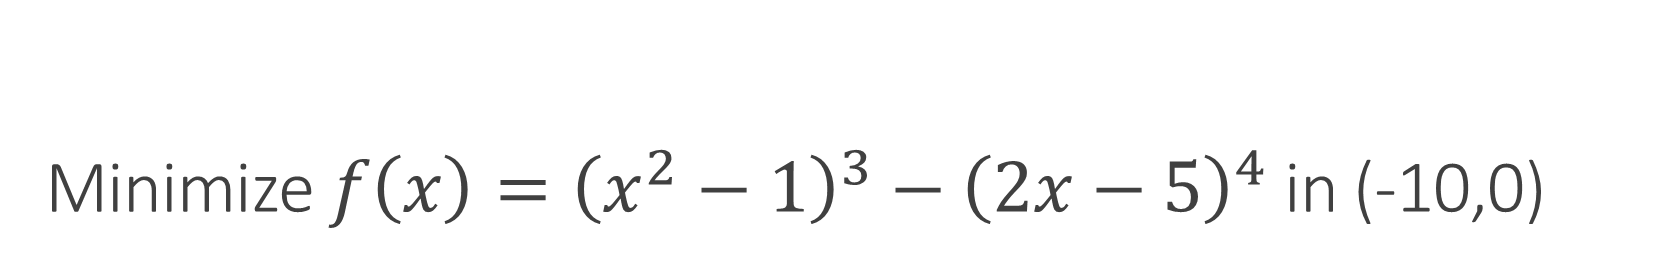 Minimize f(x) = (x² − 1)³ − (2x − 5)⁴ in (-10,0)